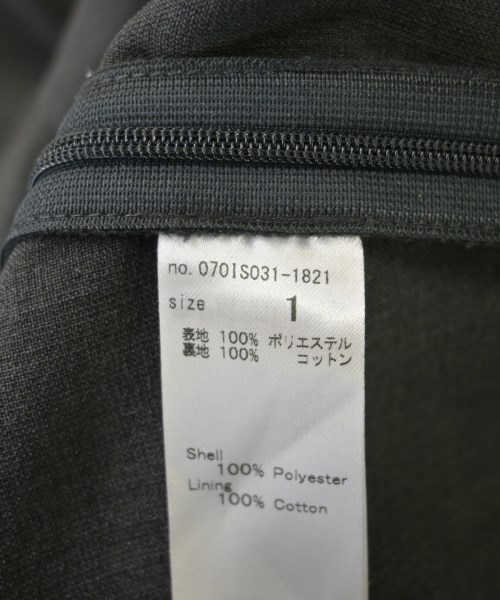 no. 070IS031-1821
size 1
表地 100% ポリエステル
裏地 100% コットン
Shell
100% Polyester
Lining
100% Cotton